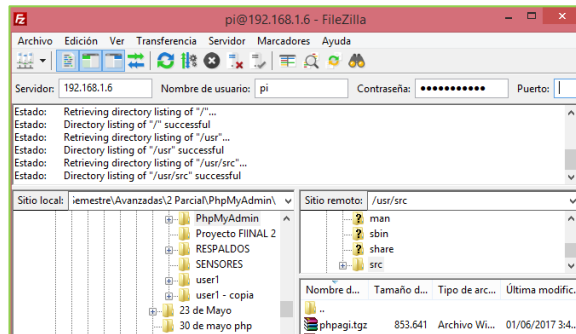 pi@192.168.1.6 - FileZilla
Archivo Edición Ver Transferencia Servidor Marcadores Ayuda
Servidor: 192.168.1.6 Nombre de usuario: pi Contraseña: ●●●●●●●●●●● Puerto:
Estado: Retrieving directory listing of "/"...
Estado: Directory listing of "/" successful
Estado: Retrieving directory listing of "/usr"...
Estado: Directory listing of "/usr" successful
Estado: Retrieving directory listing of "/usr/src"...
Estado: Directory listing of "/usr/src" successful
Sitio local: iemestre\Avanzadas\2 Parcial\PhpMyAdmin\
PhpMyAdmin
Proyecto FIINAL 2
RESPALDOS
SENSORES
user1
user1 - copia
23 de Mayo
30 de mayo php
Sitio remoto: /usr/src
man
sbin
share
src
Nombre d... Tamaño d... Tipo de arc... Última modific...
..
phpagi.tgz 853.641 Archivo Wi... 01/06/2017 3:4...